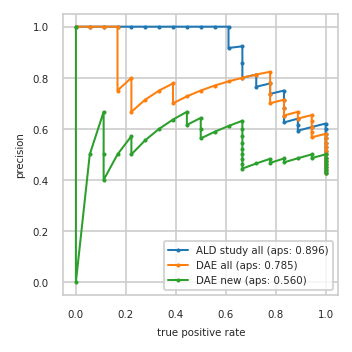 1.0
0.8
0.6
0.4
0.2
0.0
precision
0.0 0.2 0.4 0.6 0.8 1.0
true positive rate
ALD study all (aps: 0.896)
DAE all (aps: 0.785)
DAE new (aps: 0.560)